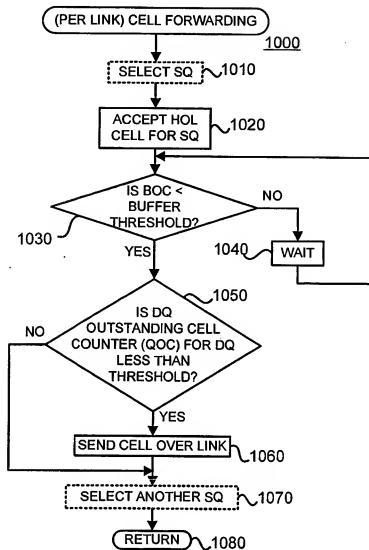 (PER LINK) CELL FORWARDING
1000
SELECT SQ
1010
ACCEPT HOL
CELL FOR SQ
1020
IS BOC <
BUFFER
THRESHOLD?
NO
1030
1040
WAIT
YES
1050
IS DQ
OUTSTANDING CELL
COUNTER (QOC) FOR DQ
LESS THAN
THRESHOLD?
NO
YES
SEND CELL OVER LINK
1060
SELECT ANOTHER SQ
1070
RETURN
1080